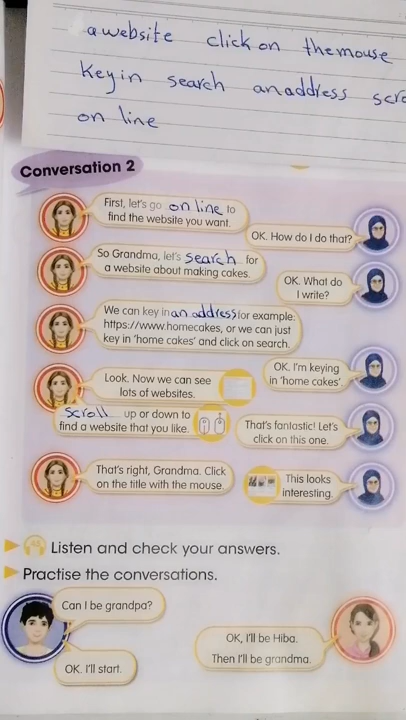 a website click on the mouse
Key in search an address
on line
Conversation 2
First, let's go on line to
find the website you want.
OK. How do I do that?
So Grandma, let's search for
a website about making cakes.
OK. What do
I write?
We can key in an address for example:
https://www.homecakes, or we can just
key in 'home cakes' and click on search.
OK. I'm keying
in 'home cakes'.
Look. Now we can see
lots of websites.
Scroll up or down to
find a website that you like.
That's fantastic! Let's
click on this one.
That's right, Grandma. Click
on the title with the mouse.
This looks
interesting.
Listen and check your answers.
Practise the conversations.
Can I be grandpa?
OK, I'll be Hiba.
Then I'll be grandma.
OK. I'll start.